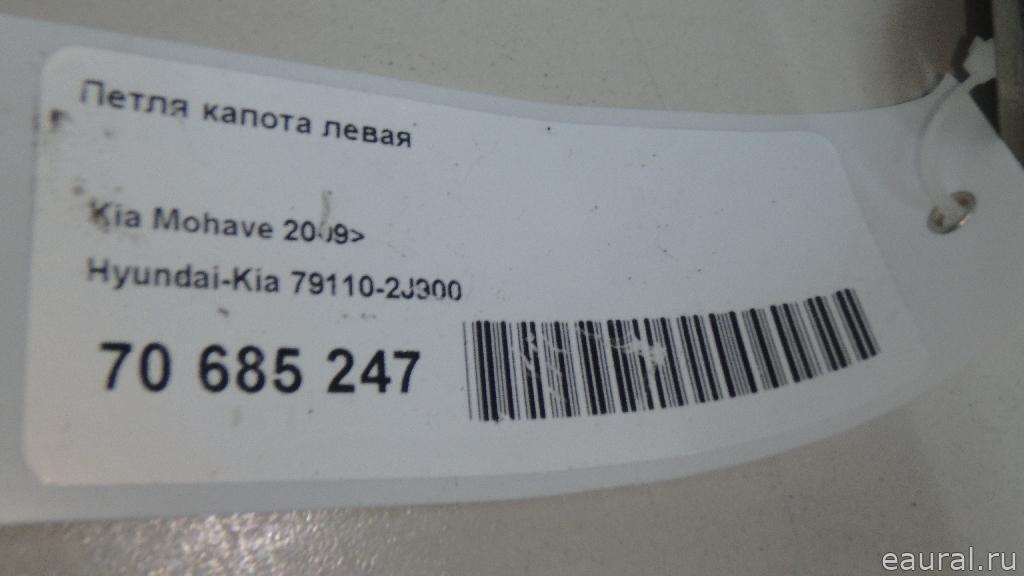 Петля капота левая
Kia Mohave 2009>
Hyundai-Kia 79110-2J300
70 685 247
eaural.ru